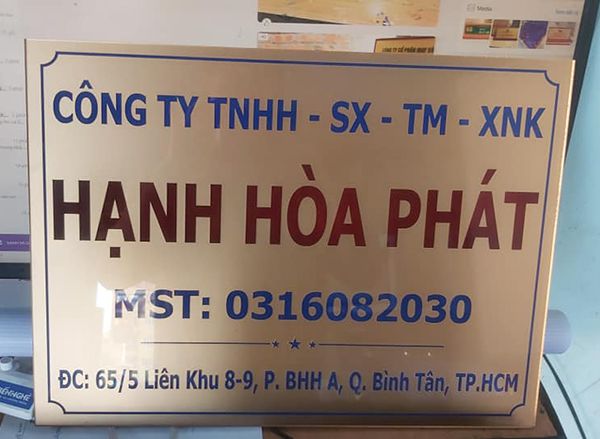 CÔNG TY TNHH - SX - TM - XNK
HẠNH HÒA PHÁT
MST: 0316082030
ĐC: 65/5 Liên Khu 8-9, P. BHH A, Q. Bình Tân, TP.HCM
Media